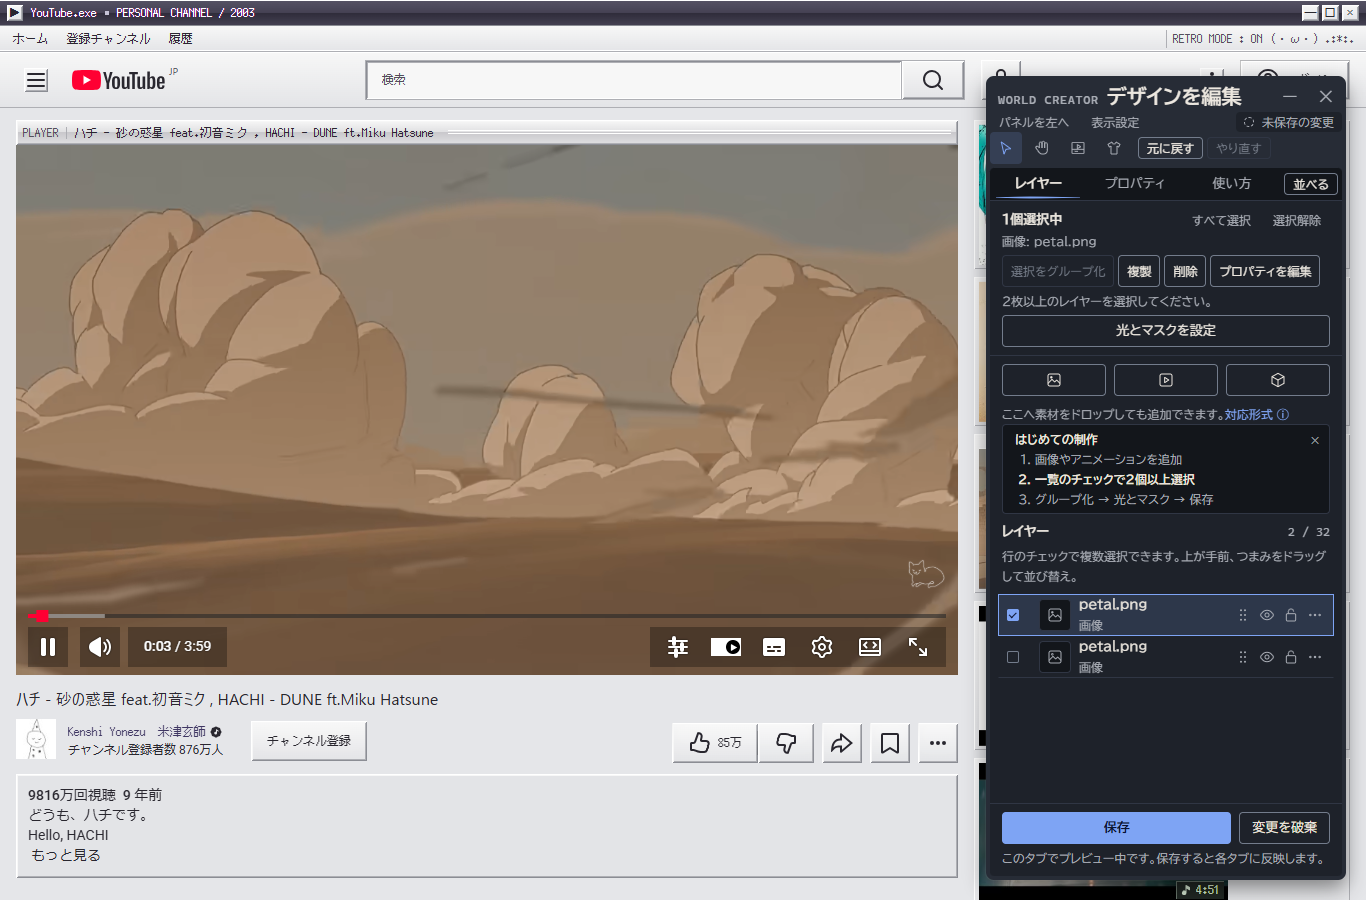 YouTube.exe ▪ PERSONAL CHANNEL / 2003
ホーム 登録チャンネル 履歴
RETRO MODE : ON (・ω・) .:*:.
YouTube JP
検索
PLAYER ハチ - 砂の惑星 feat.初音ミク , HACHI - DUNE ft.Miku Hatsune
0:03 / 3:59
ハチ - 砂の惑星 feat.初音ミク , HACHI - DUNE ft.Miku Hatsune
Kenshi Yonezu 米津玄師
チャンネル登録者数 876万人
チャンネル登録
85万
9816万回視聴 9 年前
どうも、ハチです。
Hello, HACHI
もっと見る
WORLD CREATOR デザインを編集
パネルを左へ 表示設定 未保存の変更
元に戻す やり直す
レイヤー プロパティ 使い方 並べる
1個選択中 すべて選択 選択解除
画像: petal.png
選択をグループ化 複製 削除 プロパティを編集
2枚以上のレイヤーを選択してください。
光とマスクを設定
ここへ素材をドロップしても追加できます。対応形式 ⓘ
はじめての制作 ×
1. 画像やアニメーションを追加
2. 一覧のチェックで2個以上選択
3. グループ化 → 光とマスク → 保存
レイヤー 2 / 32
行のチェックで複数選択できます。上が手前、つまみをドラッグ
して並び替え。
petal.png
画像
petal.png
画像
保存 変更を破棄
このタブでプレビュー中です。保存すると各タブに反映します。
♪ 4:51